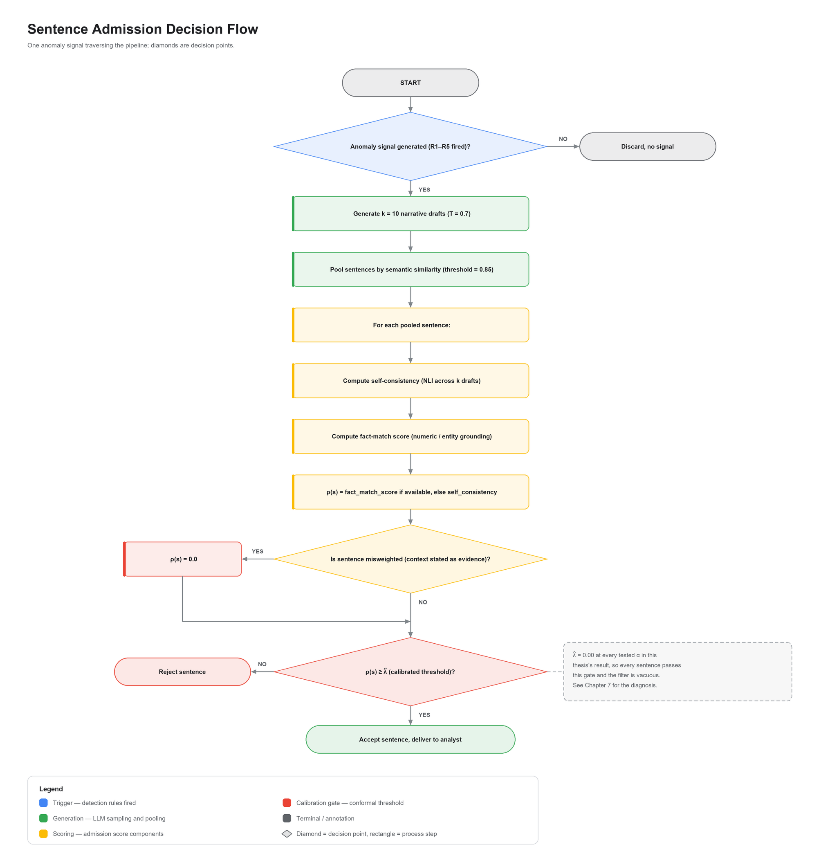 Sentence Admission Decision Flow
One anomaly signal traversing the pipeline; diamonds are decision points.
START
Anomaly signal generated (R1–R5 fired)?
NO
Discard, no signal
YES
Generate k = 10 narrative drafts (T = 0.7)
Pool sentences by semantic similarity (threshold = 0.85)
For each pooled sentence:
Compute self-consistency (NLI across k drafts)
Compute fact-match score (numeric / entity grounding)
p(s) = fact_match_score if available, else self_consistency
Is sentence misweighted (context stated as evidence)?
YES
p(s) = 0.0
NO
p(s) ≥ λ̂ (calibrated threshold)?
NO
Reject sentence
λ̂ = 0.00 at every tested α in this
thesis's result, so every sentence passes
this gate and the filter is vacuous.
See Chapter 7 for the diagnosis.
YES
Accept sentence, deliver to analyst
Legend
Trigger — detection rules fired
Generation — LLM sampling and pooling
Scoring — admission score components
Calibration gate — conformal threshold
Terminal / annotation
Diamond = decision point, rectangle = process step